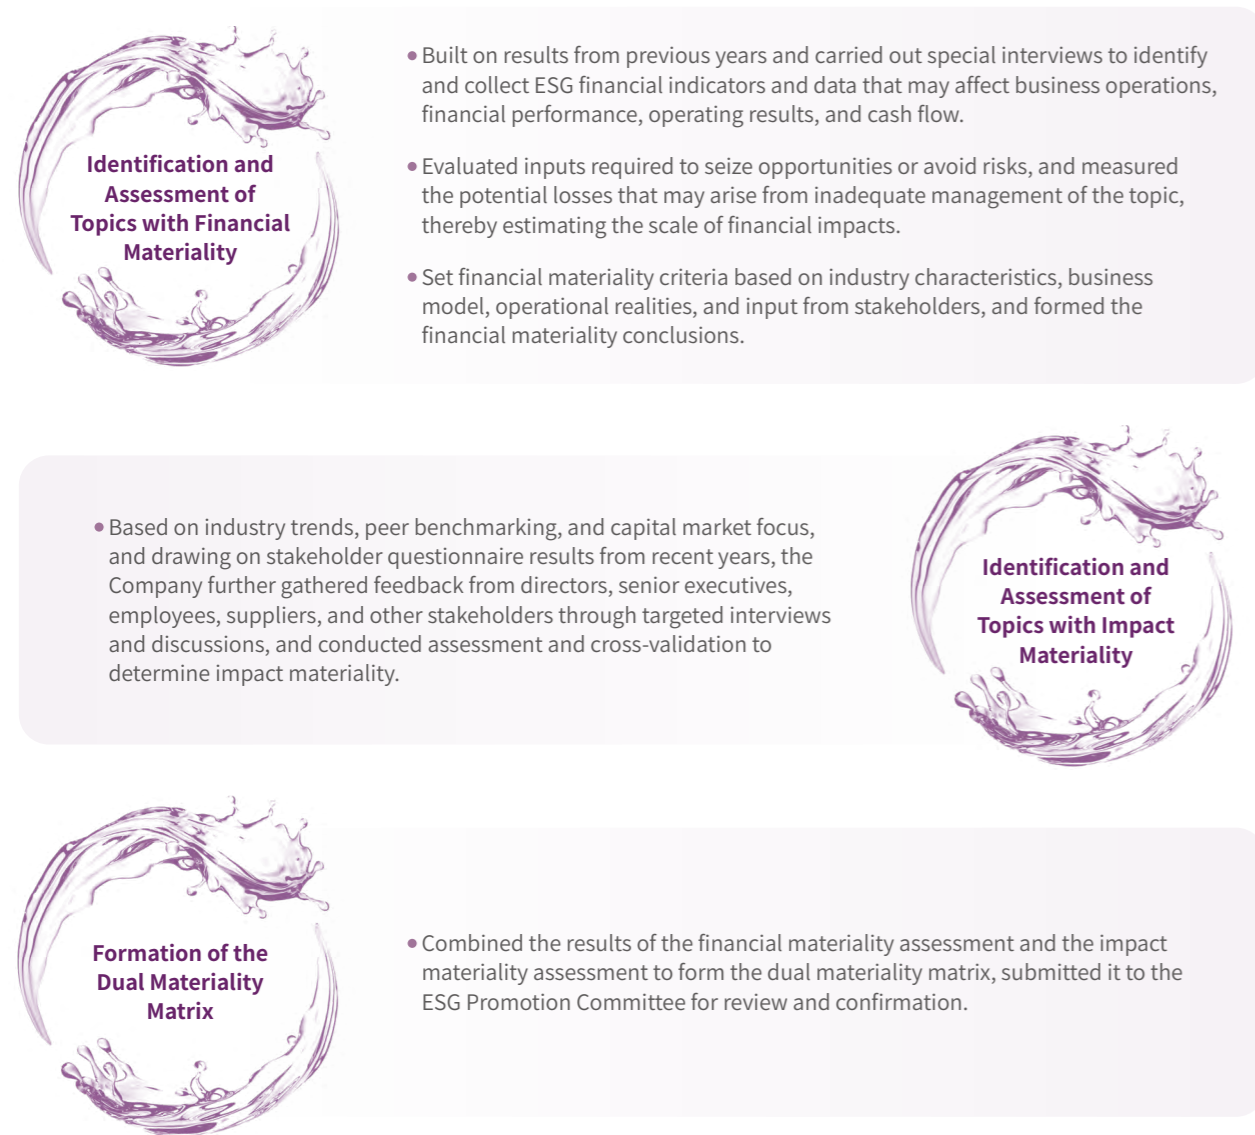 Identification and
Assessment of
Topics with Financial
Materiality
• Built on results from previous years and carried out special interviews to identify
and collect ESG financial indicators and data that may affect business operations,
financial performance, operating results, and cash flow.
• Evaluated inputs required to seize opportunities or avoid risks, and measured
the potential losses that may arise from inadequate management of the topic,
thereby estimating the scale of financial impacts.
• Set financial materiality criteria based on industry characteristics, business
model, operational realities, and input from stakeholders, and formed the
financial materiality conclusions.
• Based on industry trends, peer benchmarking, and capital market focus,
and drawing on stakeholder questionnaire results from recent years, the
Company further gathered feedback from directors, senior executives,
employees, suppliers, and other stakeholders through targeted interviews
and discussions, and conducted assessment and cross-validation to
determine impact materiality.
Identification and
Assessment of
Topics with Impact
Materiality
Formation of the
Dual Materiality
Matrix
• Combined the results of the financial materiality assessment and the impact
materiality assessment to form the dual materiality matrix, submitted it to the
ESG Promotion Committee for review and confirmation.